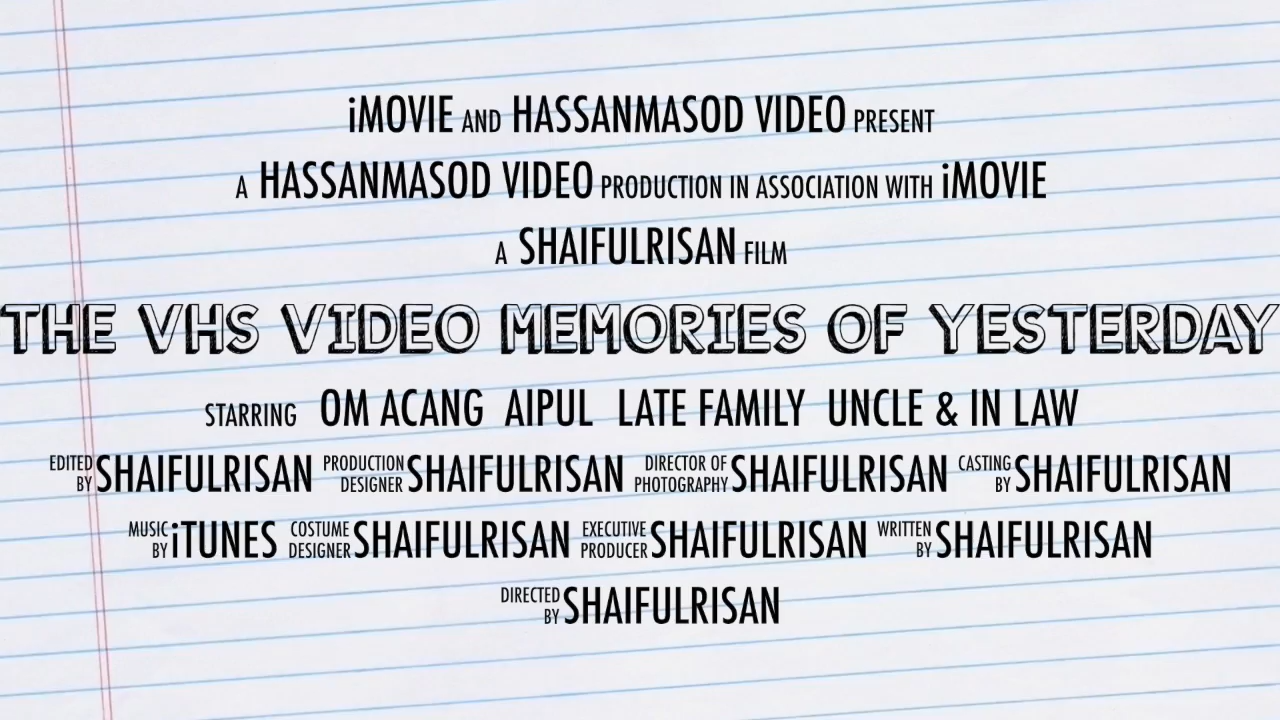 iMOVIE AND HASSANMASOD VIDEO PRESENT
A HASSANMASOD VIDEO PRODUCTION IN ASSOCIATION WITH iMOVIE
A SHAIFULRISAN FILM
THE VHS VIDEO MEMORIES OF YESTERDAY
STARRING OM ACANG AIPUL LATE FAMILY UNCLE & IN LAW
EDITED BY SHAIFULRISAN PRODUCTION DESIGNER SHAIFULRISAN DIRECTOR OF PHOTOGRAPHY SHAIFULRISAN CASTING BY SHAIFULRISAN
MUSIC BY iTUNES COSTUME DESIGNER SHAIFULRISAN EXECUTIVE PRODUCER SHAIFULRISAN WRITTEN BY SHAIFULRISAN
DIRECTED BY SHAIFULRISAN